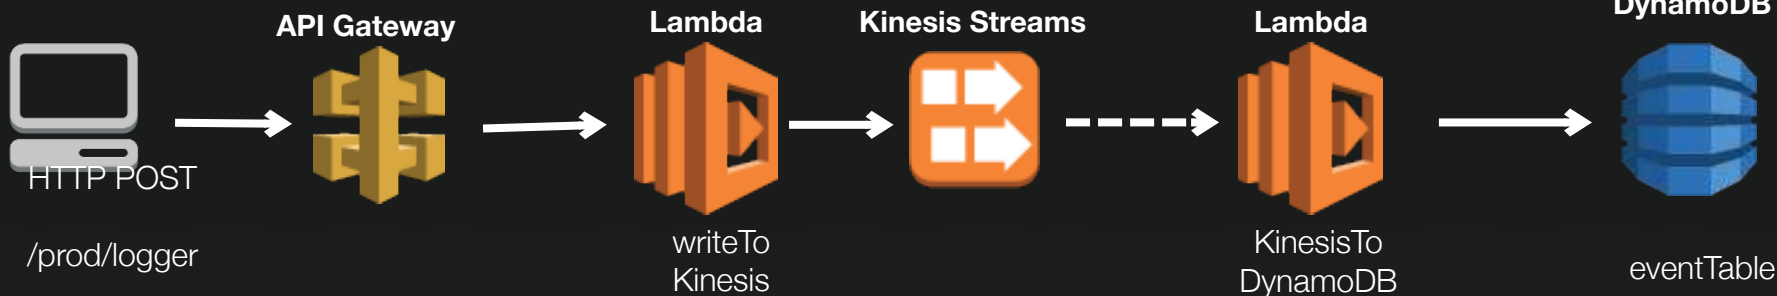 API Gateway
Lambda
Kinesis Streams
Lambda
DynamoDB
HTTP POST
/prod/logger
writeTo
Kinesis
KinesisTo
DynamoDB
eventTable